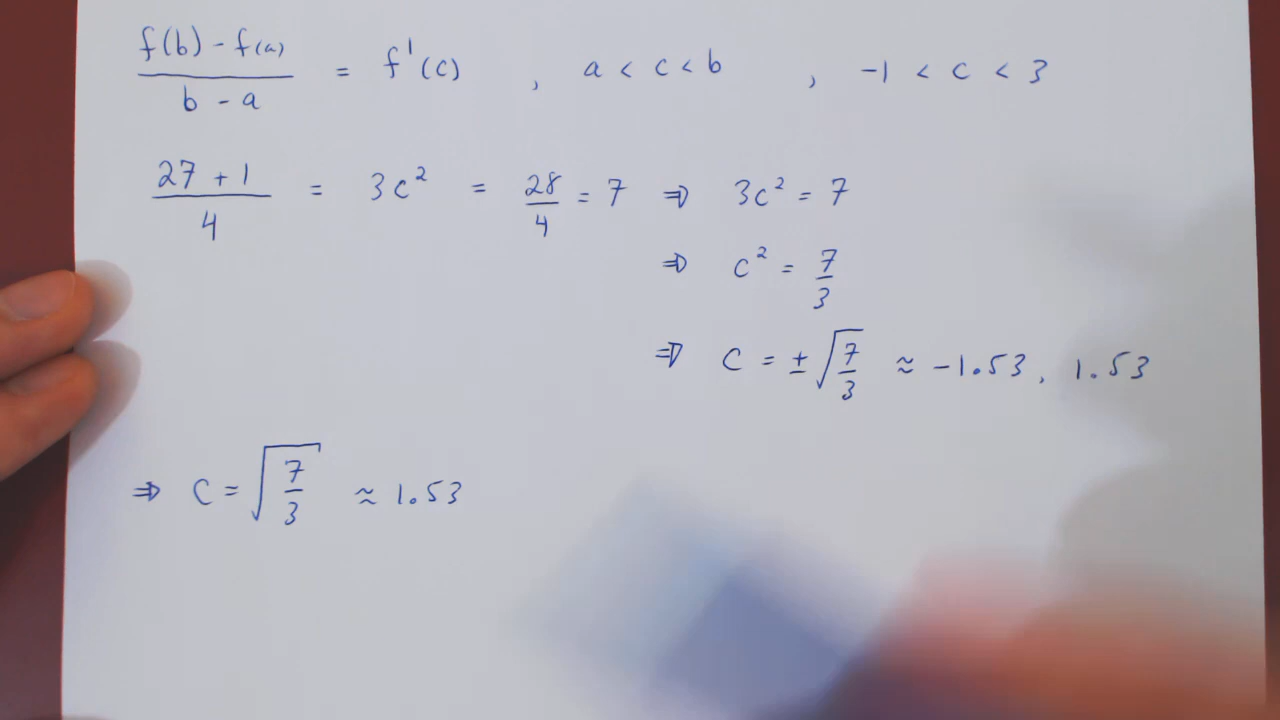 f(b) - f(a) / b - a = f'(c) , a < c < b , -1 < c < 3
27 + 1 / 4 = 3c² = 28/4 = 7 ⇒ 3c² = 7
⇒ c² = 7/3
⇒ c = ±√7/3 ≈ -1.53, 1.53
⇒ c = √7/3 ≈ 1.53